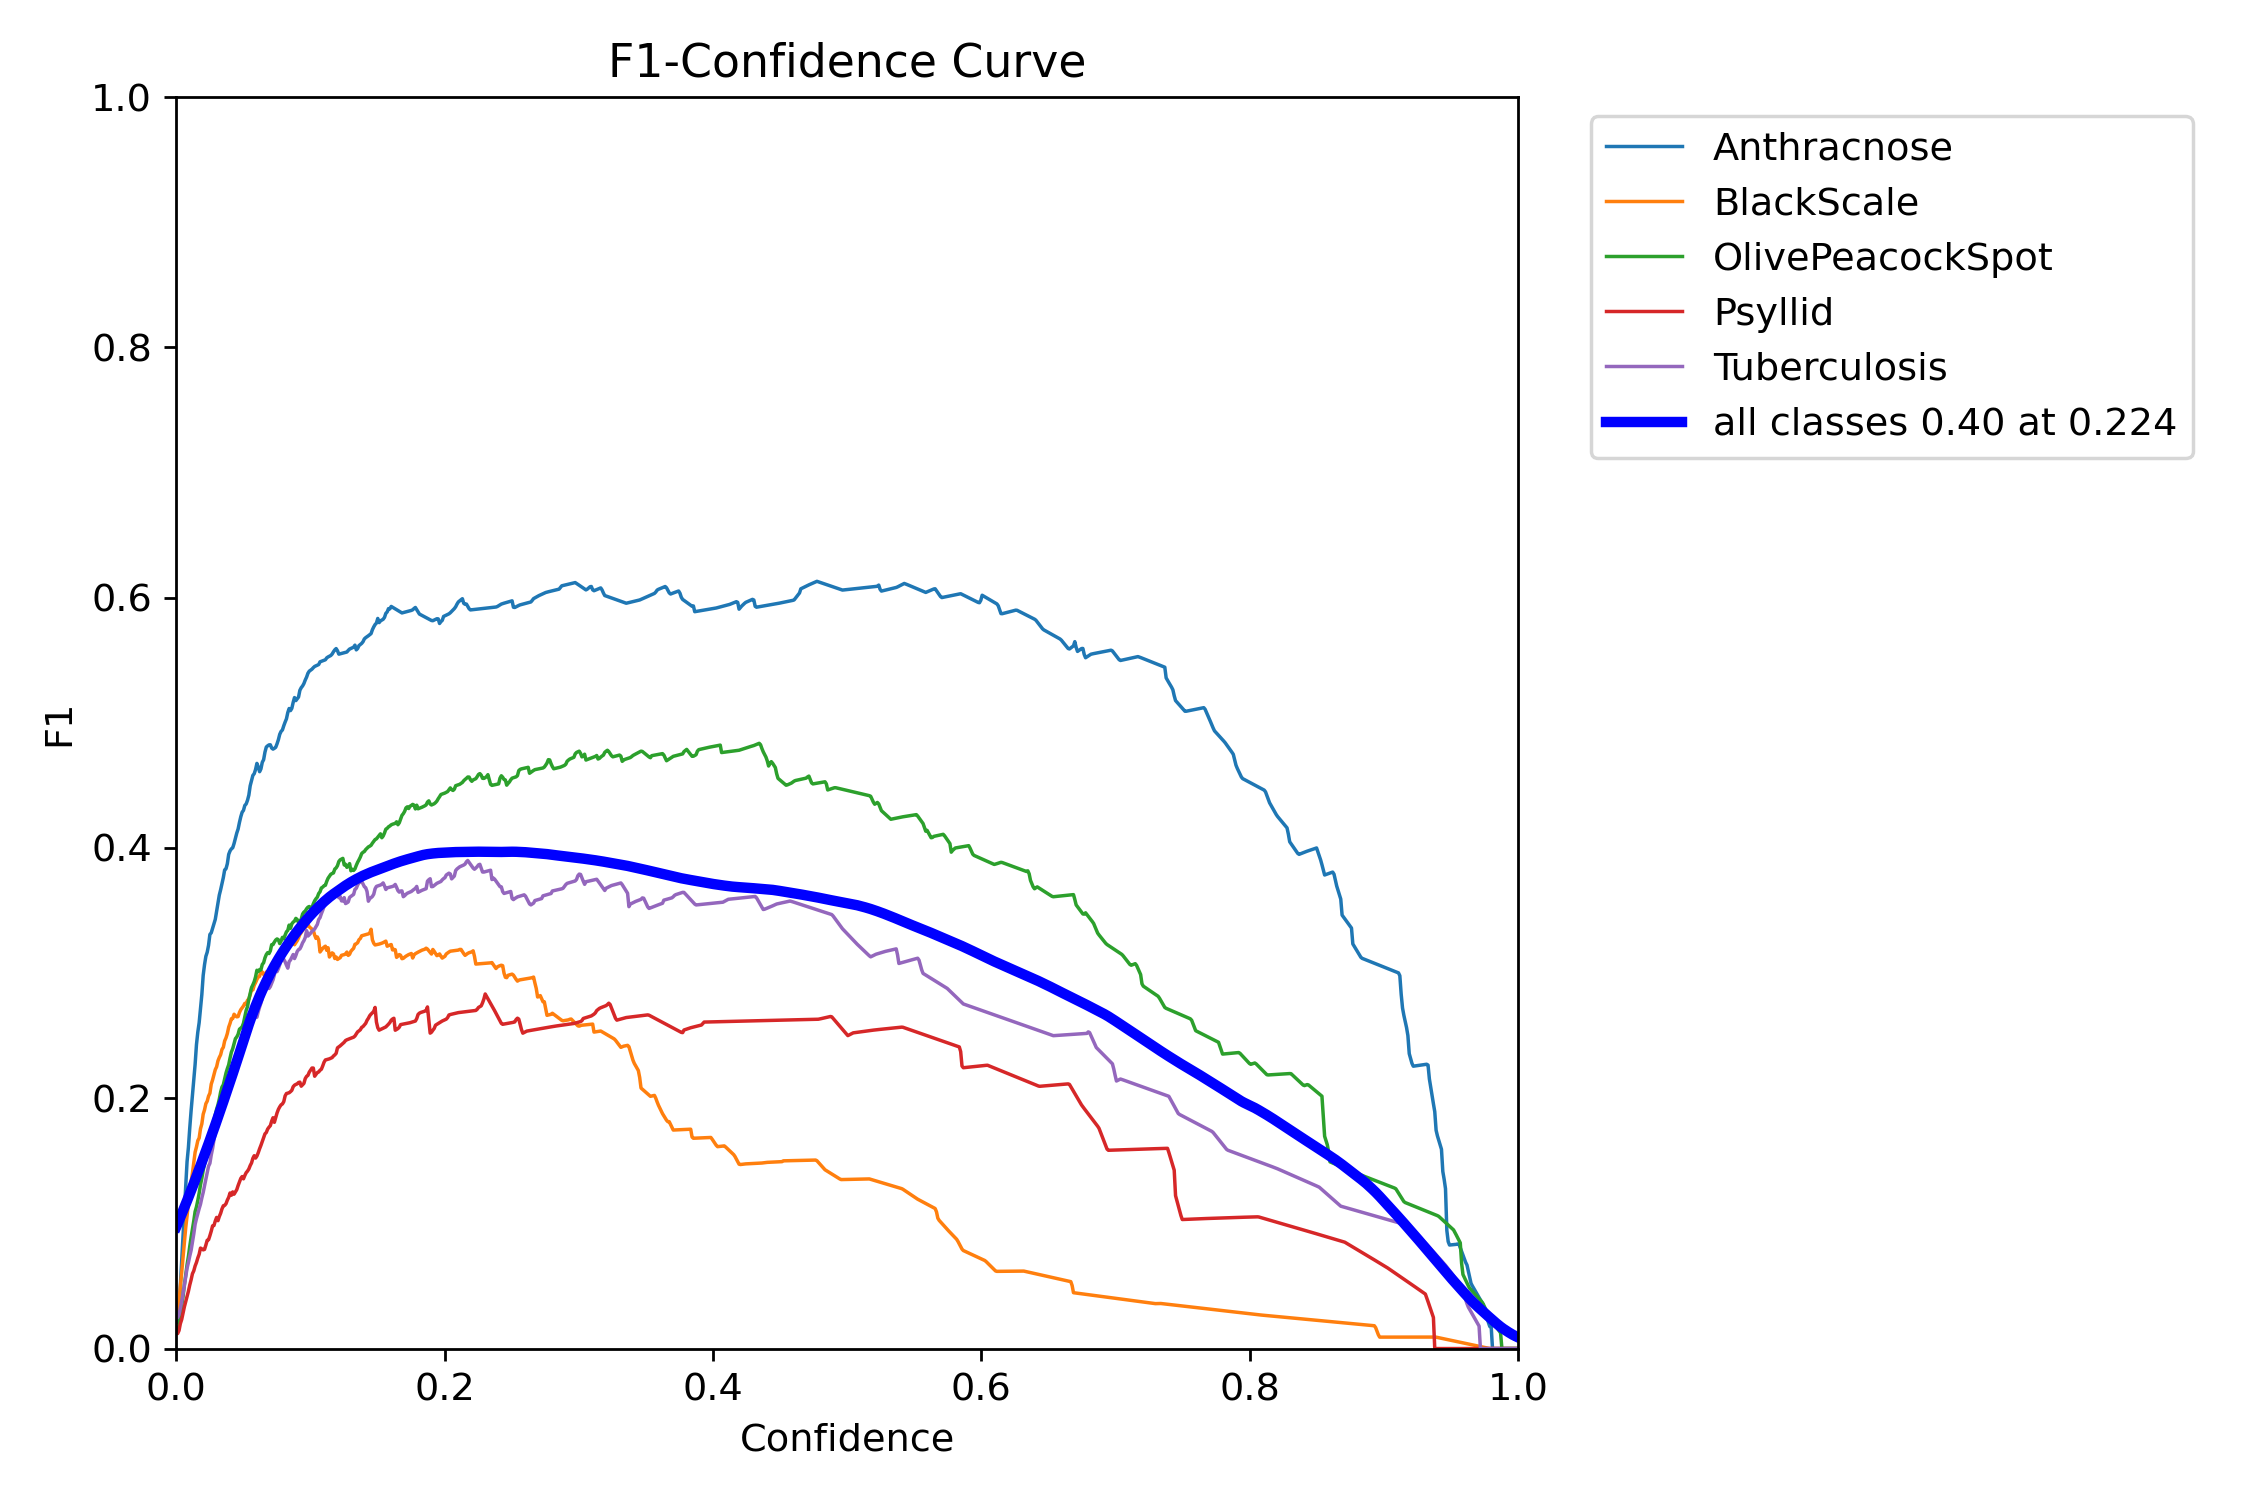 F1-Confidence Curve
1.0
0.8
0.6
0.4
0.2
0.0
F1
0.0 0.2 0.4 0.6 0.8 1.0
Confidence
Anthracnose
BlackScale
OlivePeacockSpot
Psyllid
Tuberculosis
all classes 0.40 at 0.224